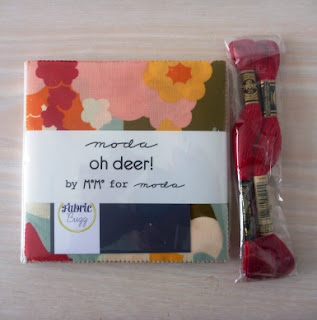 moda
oh deer!
by MoMo for moda
Fabric
Bugg